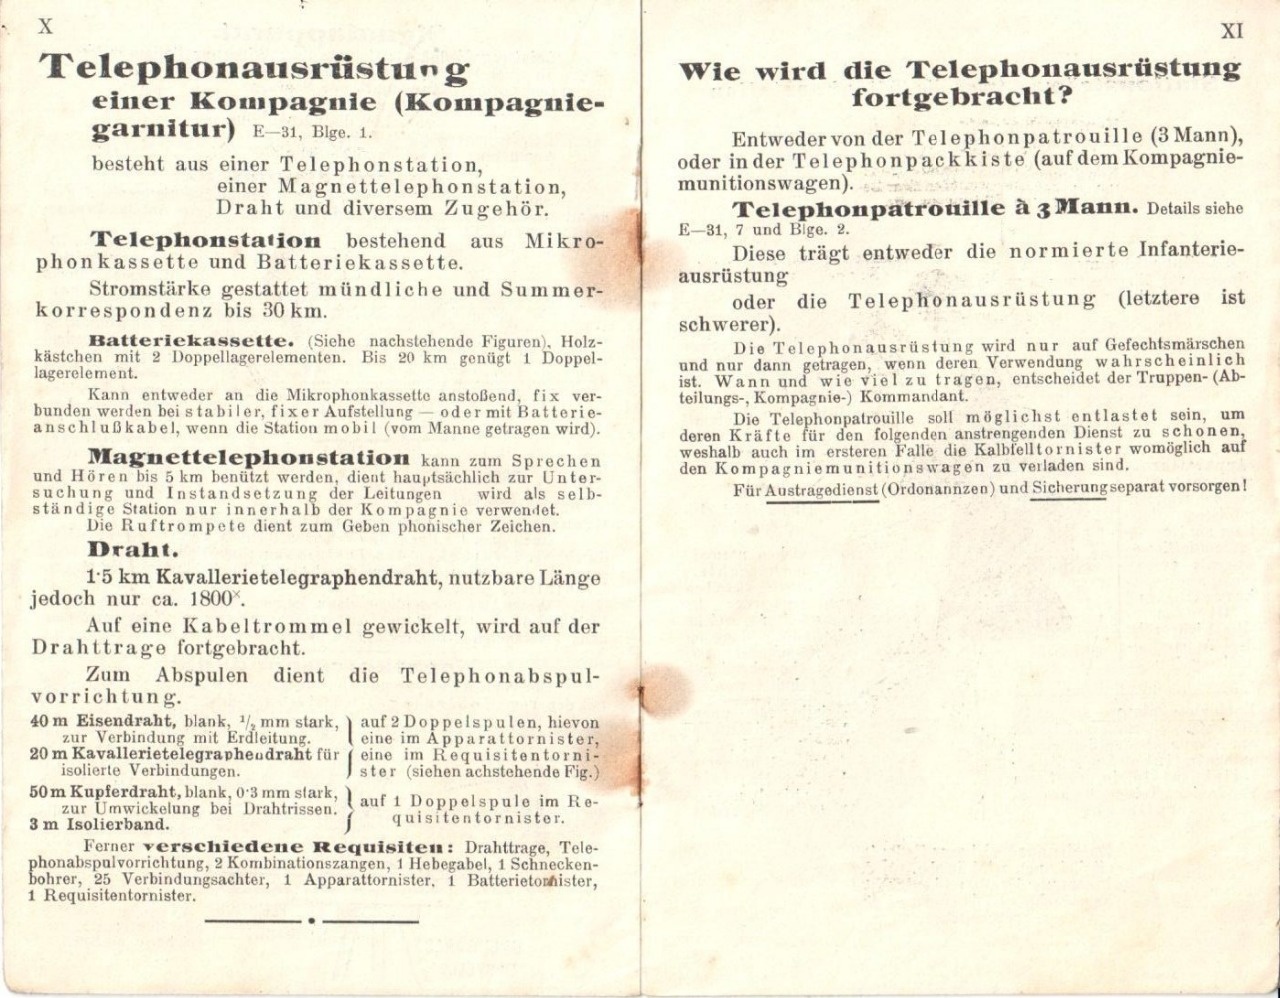 X
Telephonausrüstung
einer Kompagnie (Kompagnie-
garnitur) E—31, Blge. 1.
besteht aus einer Telephonstation,
einer Magnettelephonstation,
Draht und diversem Zugehör.
Telephonstation bestehend aus Mikro-
phonkassette und Batteriekassette.
Stromstärke gestattet mündliche und Summer-
korrespondenz bis 30 km.
Batteriekassette. (Siehe nachstehende Figuren), Holz-
kästchen mit 2 Doppellagerelementen. Bis 20 km genügt 1 Doppel-
lagerelement.
Kann entweder an die Mikrophonkassette anstoßend, fix ver-
bunden werden bei stabiler, fixer Aufstellung — oder mit Batterie-
anschlußkabel, wenn die Station mobil (vom Manne getragen wird).
Magnettelephonstation kann zum Sprechen
und Hören bis 5 km benützt werden, dient hauptsächlich zur Unter-
suchung und Instandsetzung der Leitungen wird als selb-
ständige Station nur innerhalb der Kompagnie verwendet.
Die Ruftrompete dient zum Geben phonischer Zeichen.
Draht.
1·5 km Kavallerietelegraphendraht, nutzbare Länge
jedoch nur ca. 1800×.
Auf eine Kabeltrommel gewickelt, wird auf der
Drahttrage fortgebracht.
Zum Abspulen dient die Telephonabspul-
vorrichtung.
40 m Eisendraht, blank, 1/2 mm stark,
zur Verbindung mit Erdleitung.
20 m Kavallerietelegraphendraht für
isolierte Verbindungen.
auf 2 Doppelspulen, hievon
eine im Apparattornister,
eine im Requisitentorni-
ster (siehen achstehende Fig.)
50 m Kupferdraht, blank, 0·3 mm stark,
zur Umwickelung bei Drahtrissen.
3 m Isolierband.
auf 1 Doppelspule im Re-
quisitentornister.
Ferner verschiedene Requisiten: Drahttrage, Tele-
phonabspulvorrichtung, 2 Kombinationszangen, 1 Hebegabel, 1 Schnecken-
bohrer, 25 Verbindungsachter, 1 Apparattornister, 1 Batterietornister,
1 Requisitentornister.
XI
Wie wird die Telephonausrüstung
fortgebracht?
Entweder von der Telephonpatrouille (3 Mann),
oder in der Telephonpackkiste (auf dem Kompagnie-
munitionswagen).
Telephonpatrouille à 3 Mann. Details siehe
E—31, 7 und Blge. 2.
Diese trägt entweder die normierte Infanterie-
ausrüstung
oder die Telephonausrüstung (letztere ist
schwerer).
Die Telephonausrüstung wird nur auf Gefechtsmärschen
und nur dann getragen, wenn deren Verwendung wahrscheinlich
ist. Wann und wie viel zu tragen, entscheidet der Truppen- (Ab-
teilungs-, Kompagnie-) Kommandant.
Die Telephonpatrouille soll möglichst entlastet sein, um
deren Kräfte für den folgenden anstrengenden Dienst zu schonen,
weshalb auch im ersteren Falle die Kalbfelltornister womöglich auf
den Kompagniemunitionswagen zu verladen sind.
Für Austragedienst (Ordonannzen) und Sicherung separat vorsorgen!